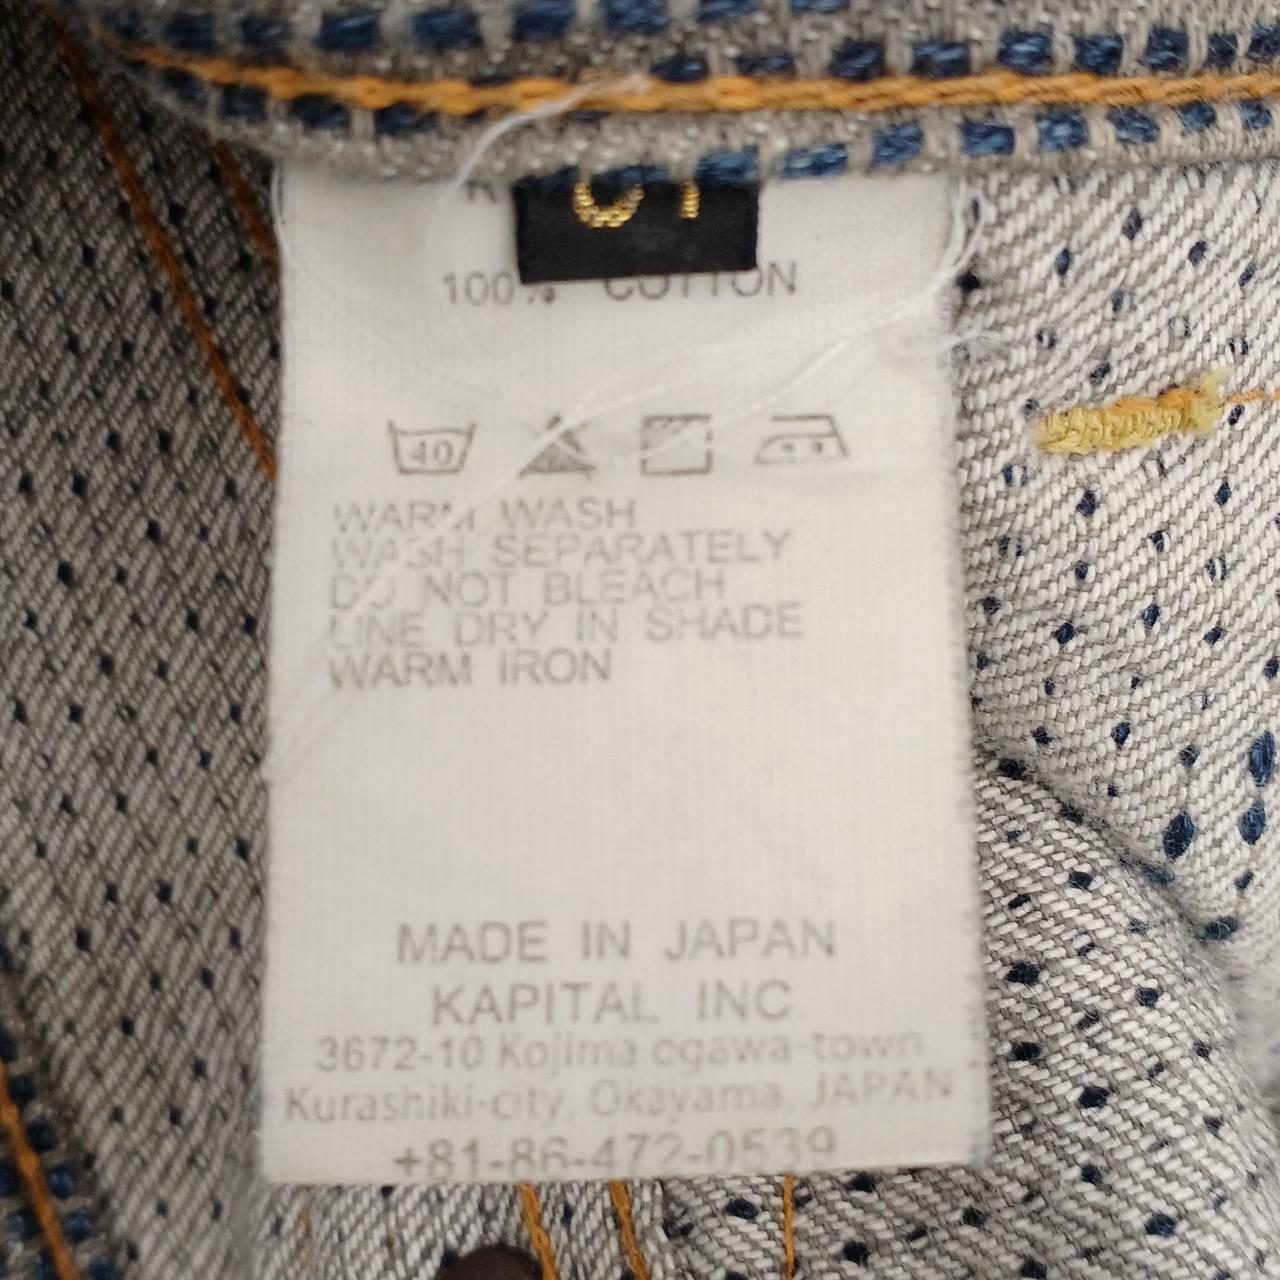 100% COTTON
40
WARM WASH
WASH SEPARATELY
DO NOT BLEACH
LINE DRY IN SHADE
WARM IRON
MADE IN JAPAN
KAPITAL INC
3672-10 Kojima ogawa-town
Kurashiki-city, Okayama, JAPAN
+81-86-472-0539